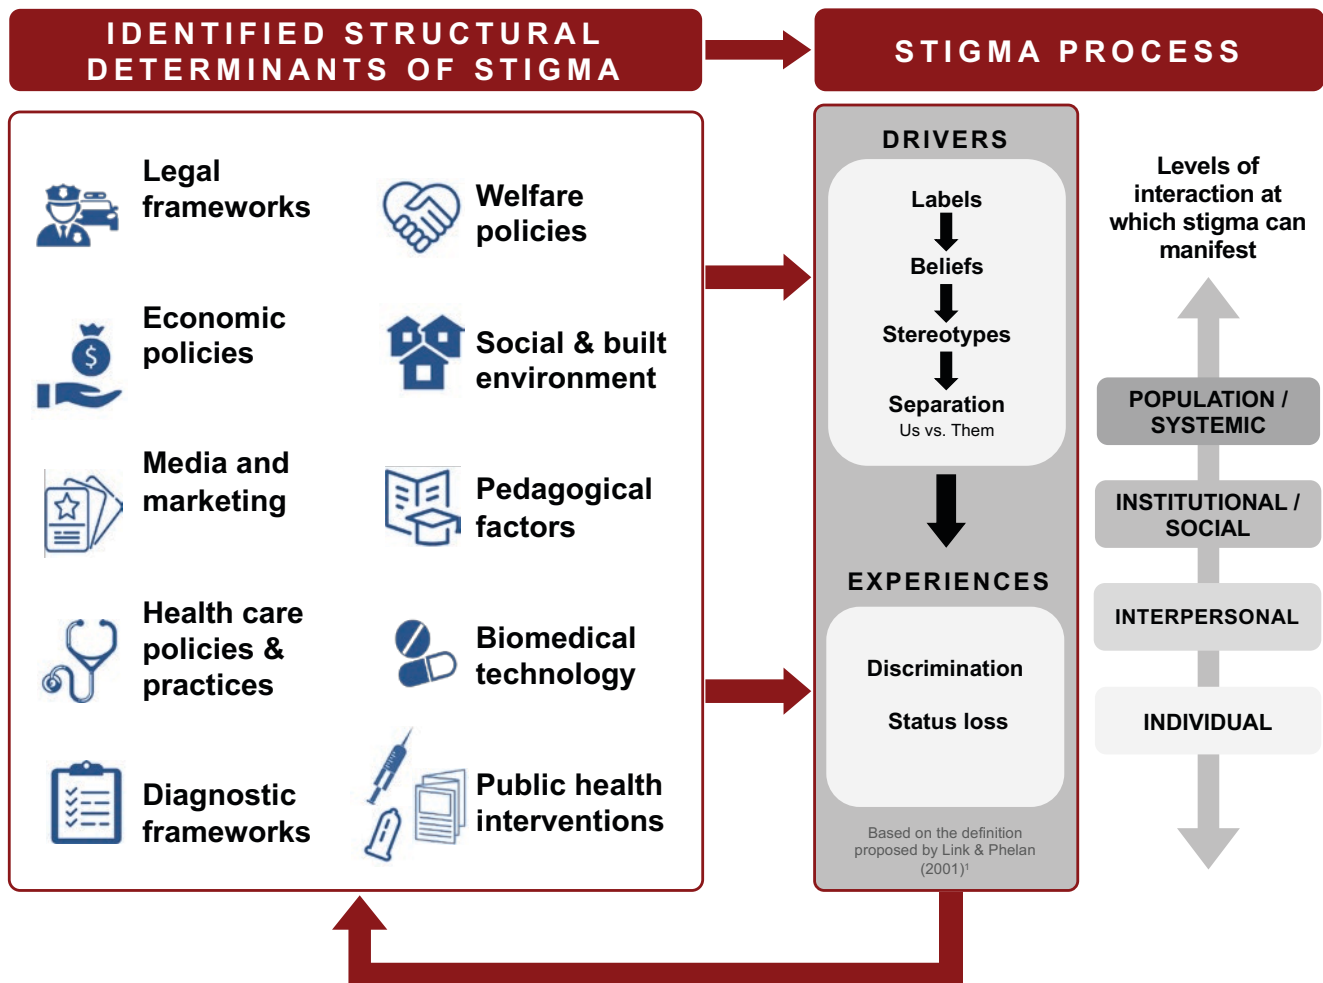 IDENTIFIED STRUCTURAL
DETERMINANTS OF STIGMA
STIGMA PROCESS
Legal
frameworks
Welfare
policies
Economic
policies
Social & built
environment
Media and
marketing
Pedagogical
factors
Health care
policies &
practices
Biomedical
technology
Diagnostic
frameworks
Public health
interventions
DRIVERS
Labels
Beliefs
Stereotypes
Separation
Us vs. Them
EXPERIENCES
Discrimination
Status loss
Based on the definition
proposed by Link & Phelan
(2001)¹
Levels of
interaction at
which stigma can
manifest
POPULATION /
SYSTEMIC
INSTITUTIONAL /
SOCIAL
INTERPERSONAL
INDIVIDUAL